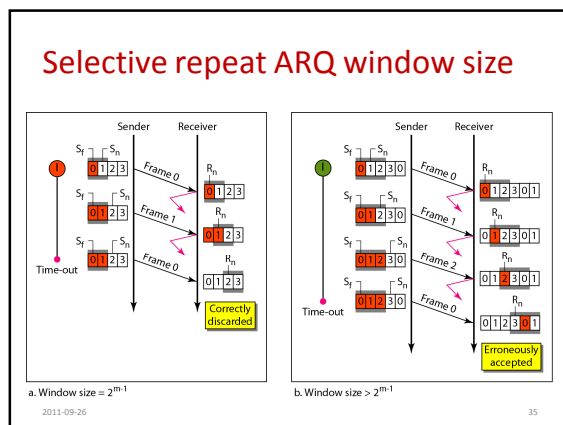 Selective repeat ARQ window size
Sender Receiver
Sf Sn
0 1 2 3
Frame 0
Rn
0 1 2 3
Sf Sn
0 1 2 3
Frame 1
Rn
0 1 2 3
Sf Sn
0 1 2 3
Frame 0
Rn
0 1 2 3
Time-out
Correctly
discarded
a. Window size = 2^m-1
Sender Receiver
Sf Sn
0 1 2 3 0
Frame 0
Rn
0 1 2 3 0 1
Sf Sn
0 1 2 3 0
Frame 1
Rn
0 1 2 3 0 1
Sf Sn
0 1 2 3 0
Frame 2
Rn
0 1 2 3 0 1
Sf Sn
0 1 2 3 0
Frame 0
Rn
0 1 2 3 0 1
Time-out
Erroneously
accepted
b. Window size > 2^m-1
2011-09-26
35